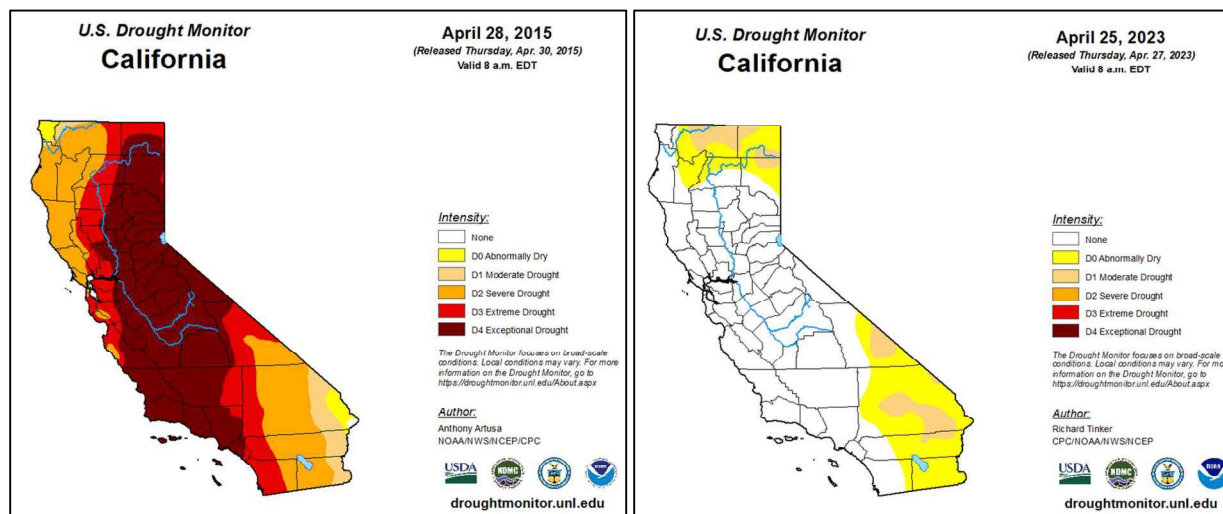 U.S. Drought Monitor
California
April 28, 2015
(Released Thursday, Apr. 30, 2015)
Valid 8 a.m. EDT
Intensity:
None
D0 Abnormally Dry
D1 Moderate Drought
D2 Severe Drought
D3 Extreme Drought
D4 Exceptional Drought
The Drought Monitor focuses on broad-scale
conditions. Local conditions may vary. For more
information on the Drought Monitor, go to
https://droughtmonitor.unl.edu/About.aspx
Author:
Anthony Artusa
NOAA/NWS/NCEP/CPC
USDA
NDMC
NOAA
droughtmonitor.unl.edu
U.S. Drought Monitor
California
April 25, 2023
(Released Thursday, Apr. 27, 2023)
Valid 8 a.m. EDT
Intensity:
None
D0 Abnormally Dry
D1 Moderate Drought
D2 Severe Drought
D3 Extreme Drought
D4 Exceptional Drought
The Drought Monitor focuses on broad-scale
conditions. Local conditions may vary. For mor
information on the Drought Monitor, go to
https://droughtmonitor.unl.edu/About.aspx
Author:
Richard Tinker
CPC/NOAA/NWS/NCEP
USDA
NDMC
NOAA
droughtmonitor.unl.edu